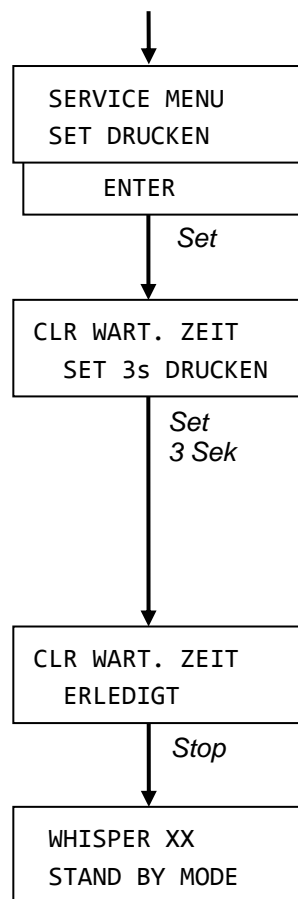 SERVICE MENU
SET DRUCKEN
ENTER
Set
CLR WART. ZEIT
SET 3s DRUCKEN
Set
3 Sek
CLR WART. ZEIT
ERLEDIGT
Stop
WHISPER XX
STAND BY MODE